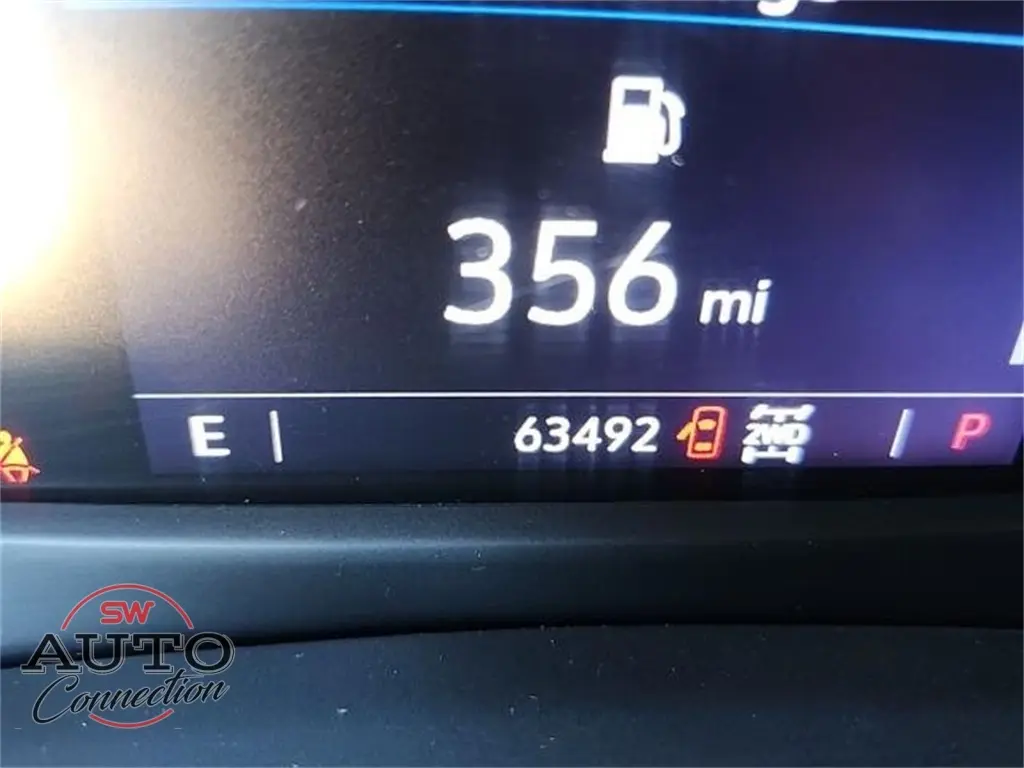 356 mi
E 63492 2WD P
SW
AUTO
Connection